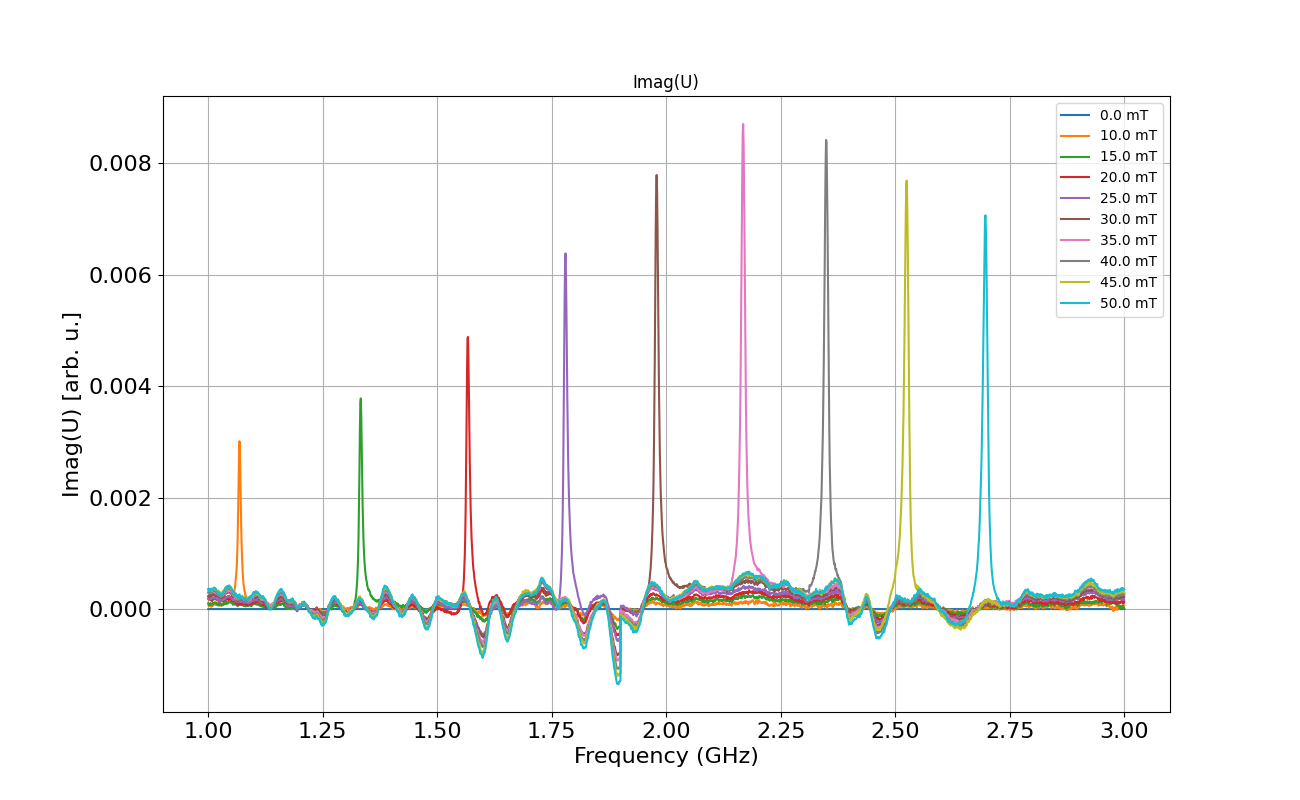 Imag(U)
0.0 mT
10.0 mT
15.0 mT
20.0 mT
25.0 mT
30.0 mT
35.0 mT
40.0 mT
45.0 mT
50.0 mT
0.008
0.006
0.004
0.002
0.000
Imag(U) [arb. u.]
1.00 1.25 1.50 1.75 2.00 2.25 2.50 2.75 3.00
Frequency (GHz)